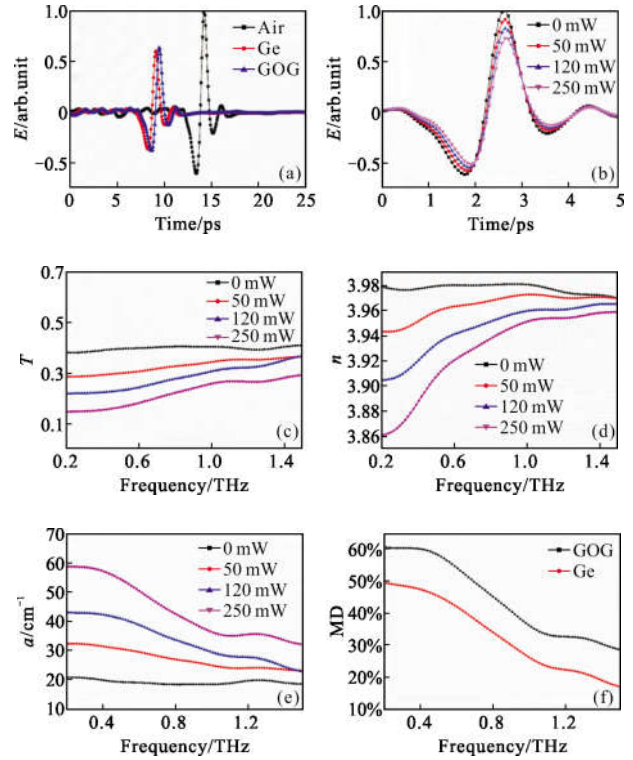 1.0
0.5
0
−0.5
E/arb.unit
Air
Ge
GOG
(a)
0 5 10 15 20 25
Time/ps
1.0
0.5
0
−0.5
E/arb.unit
0 mW
50 mW
120 mW
250 mW
(b)
0 1 2 3 4 5
Time/ps
0.7
0.5
0.3
0.1
T
0 mW
50 mW
120 mW
250 mW
(c)
0.2 0.6 1.0 1.4
Frequency/THz
3.98
3.96
3.94
3.90
3.88
3.86
n
0 mW
50 mW
120 mW
250 mW
(d)
0.2 0.6 1.0 1.4
Frequency/THz
70
60
50
40
30
20
10
a/cm⁻¹
0 mW
50 mW
120 mW
250 mW
(e)
0.4 0.8 1.2
Frequency/THz
60%
50%
40%
30%
20%
10%
MD
GOG
Ge
(f)
0.4 0.8 1.2
Frequency/THz